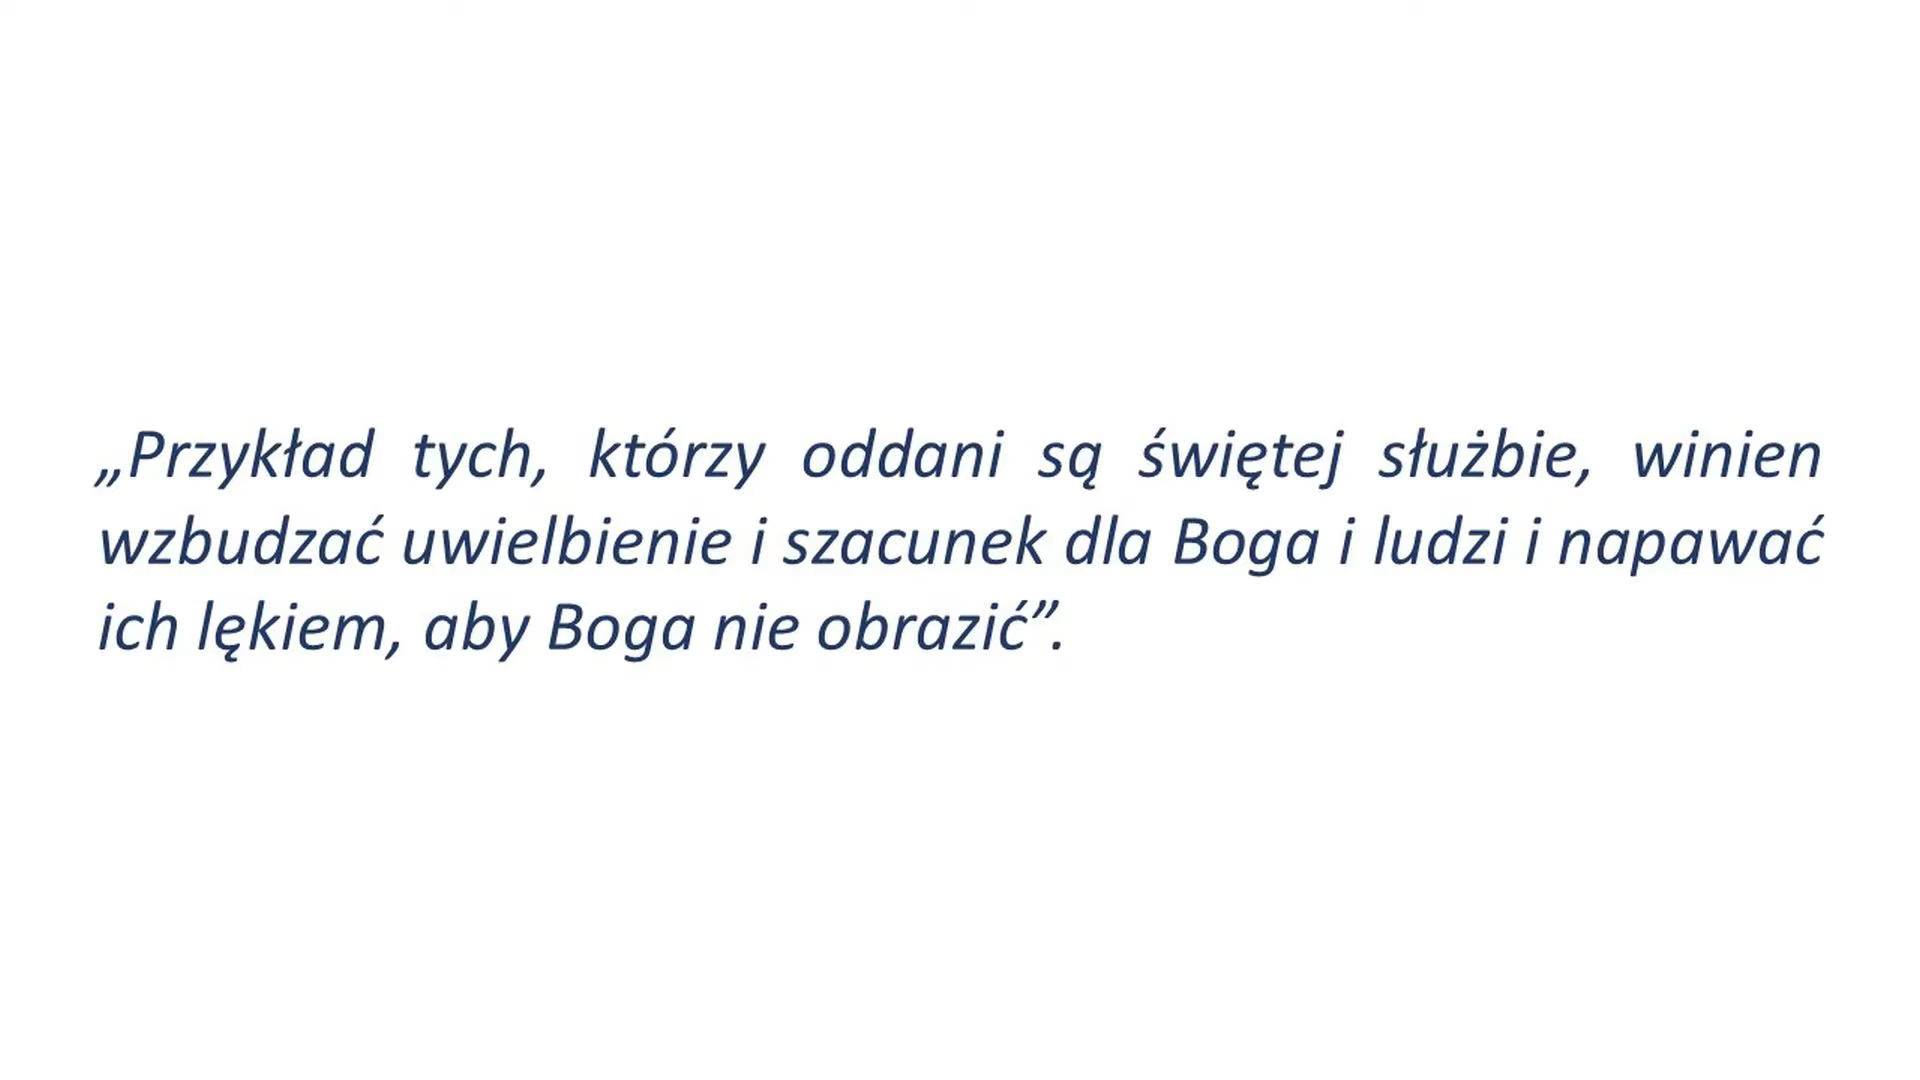 „Przykład tych, którzy oddani są świętej służbie, winien
wzbudzać uwielbienie i szacunek dla Boga i ludzi i napawać
ich lękiem, aby Boga nie obrazić”.